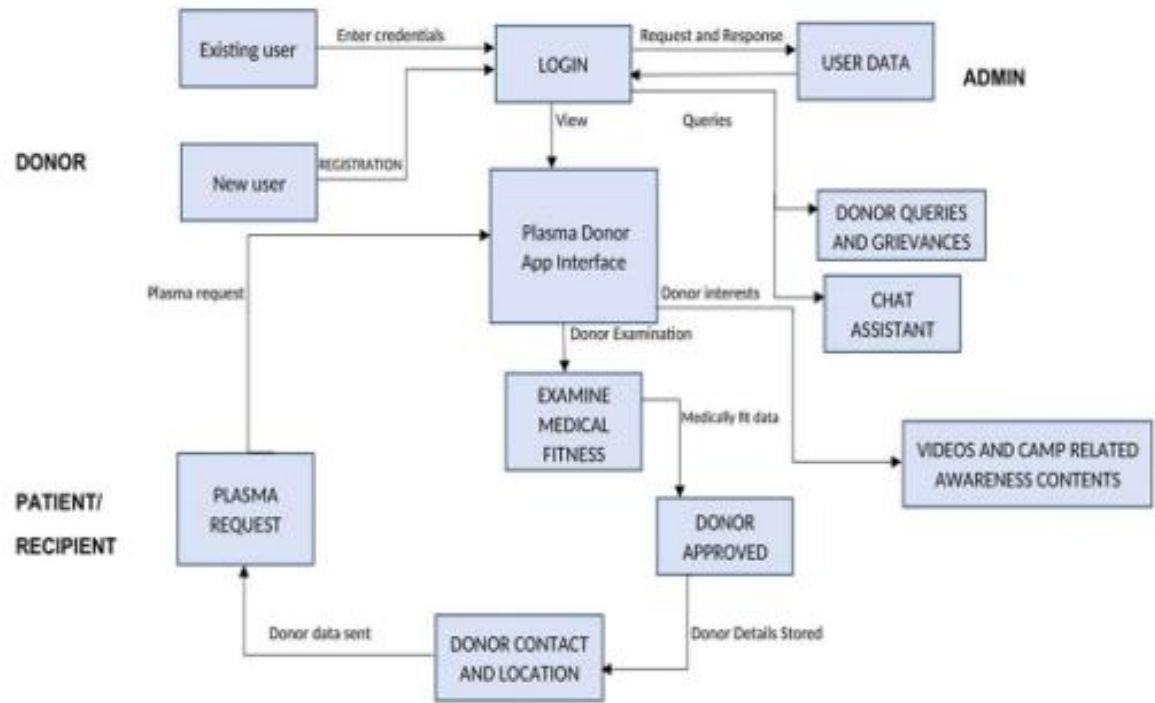 Existing user
Enter credentials
LOGIN
Request and Response
USER DATA
ADMIN
View
Queries
DONOR
New user
REGISTRATION
Plasma Donor
App Interface
DONOR QUERIES
AND GRIEVANCES
Plasma request
Donor interests
CHAT
ASSISTANT
Donor Examination
EXAMINE
MEDICAL
FITNESS
Medically fit data
VIDEOS AND CAMP RELATED
AWARENESS CONTENTS
PATIENT/
RECIPIENT
PLASMA
REQUEST
DONOR
APPROVED
Donor data sent
DONOR CONTACT
AND LOCATION
Donor Details Stored